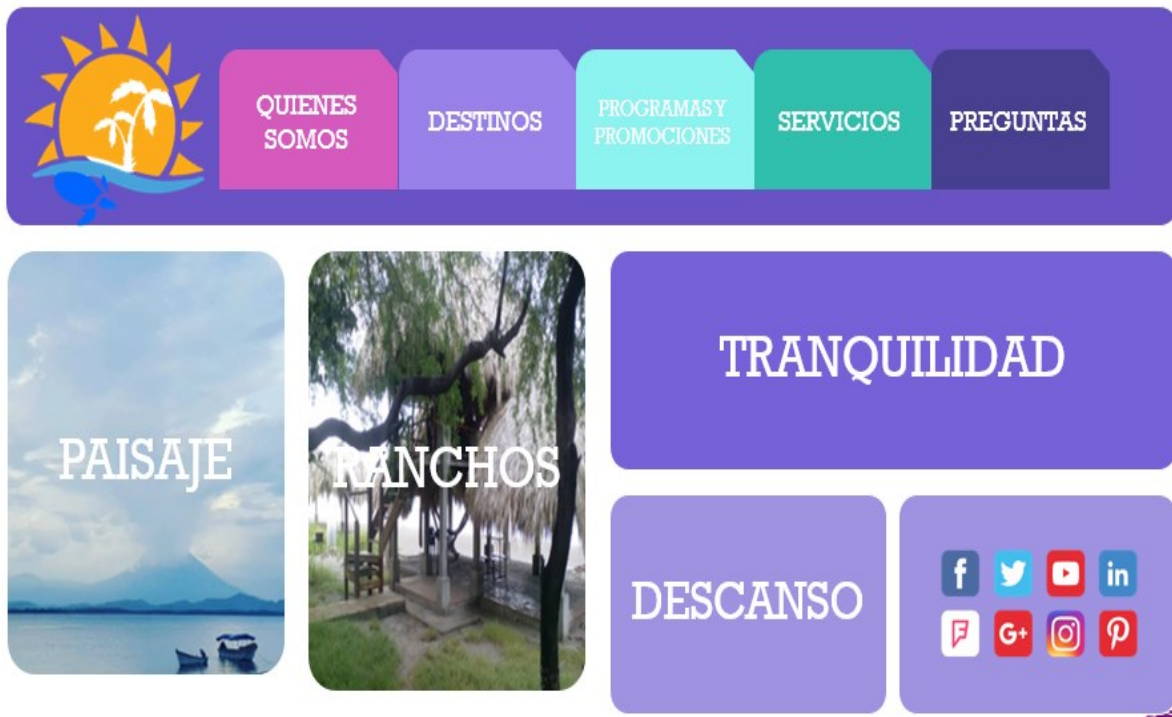 QUIENES
SOMOS
DESTINOS
PROGRAMAS Y
PROMOCIONES
SERVICIOS
PREGUNTAS
PAISAJE
RANCHOS
TRANQUILIDAD
DESCANSO